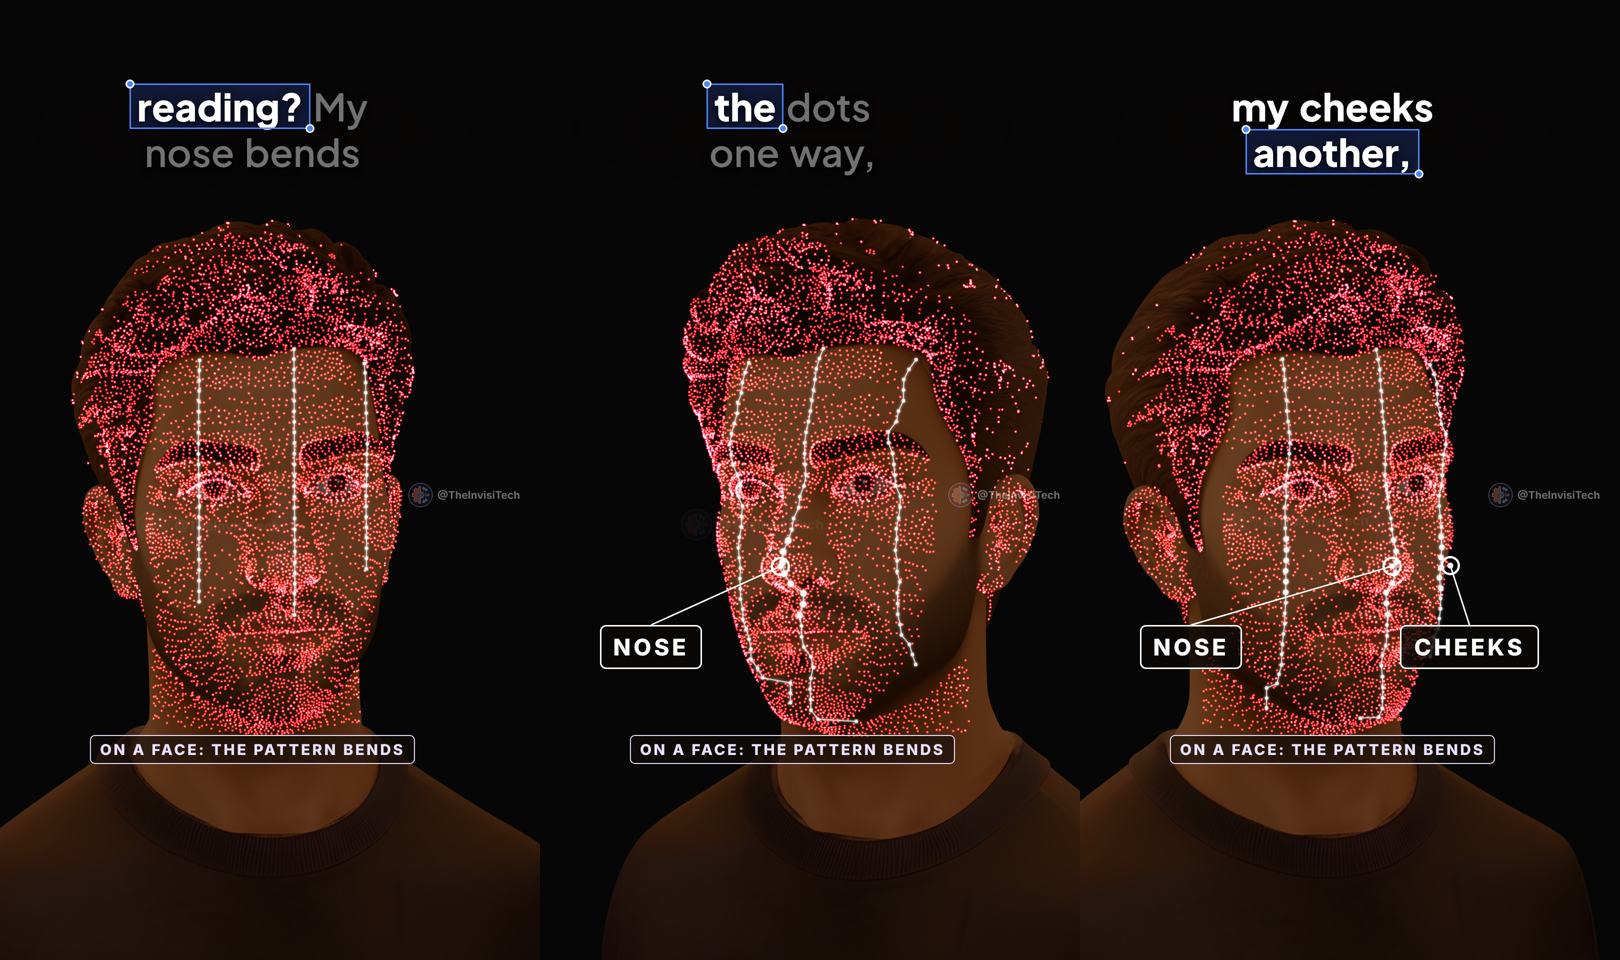 reading? My
nose bends
@TheInvisiTech
ON A FACE: THE PATTERN BENDS
the dots
one way,
@TheInvisiTech
NOSE
ON A FACE: THE PATTERN BENDS
my cheeks
another,
@TheInvisiTech
NOSE
CHEEKS
ON A FACE: THE PATTERN BENDS